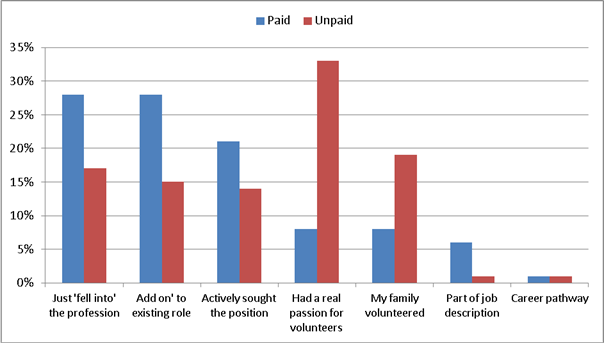 Paid Unpaid
35%
30%
25%
20%
15%
10%
5%
0%
Just 'fell into' the profession
Add on' to existing role
Actively sought the position
Had a real passion for volunteers
My family volunteered
Part of job description
Career pathway